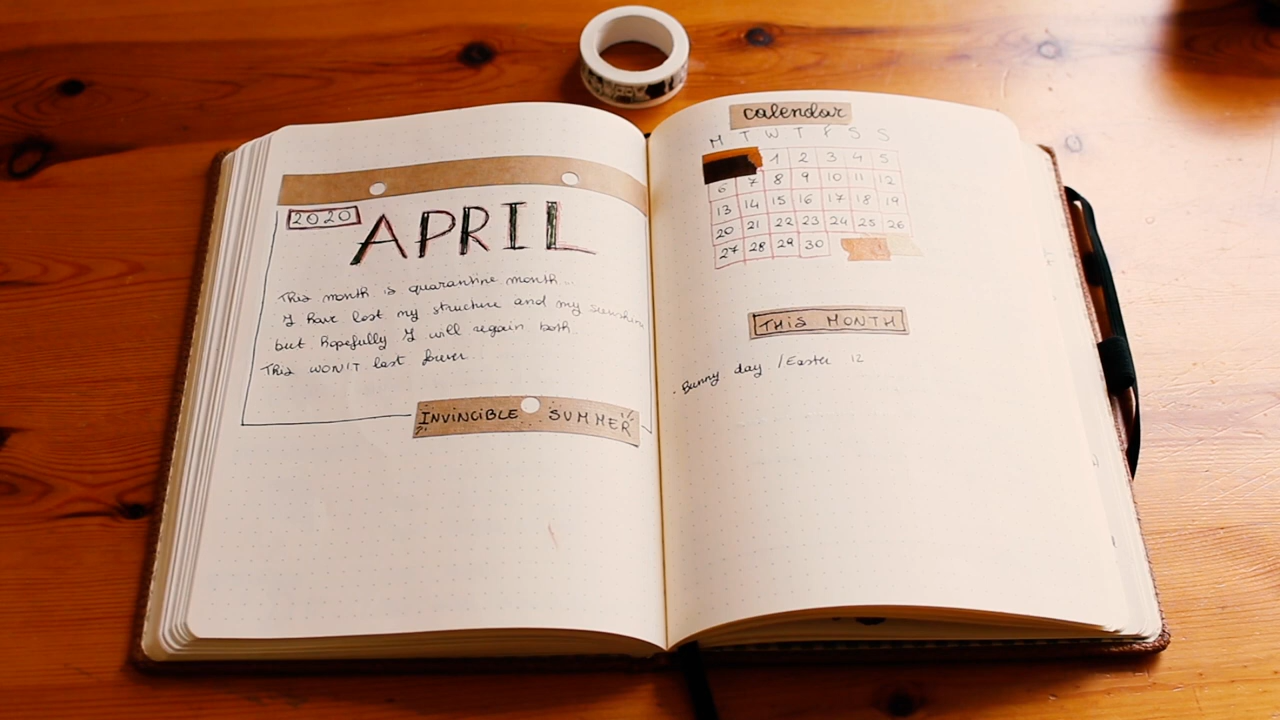 2020
APRIL
This month is quarantine month...
I have lost my structure and my sunshine
but hopefully I will regain both..
This WON'T last forever...
INVINCIBLE SUMMER
calendar
M T W T F S S
1 2 3 4 5
6 7 8 9 10 11 12
13 14 15 16 17 18 19
20 21 22 23 24 25 26
27 28 29 30
THIS MONTH
. Bunny day / Easter 12